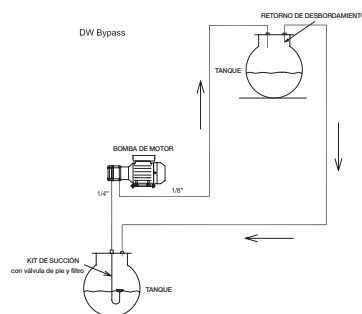 RETORNO DE DESBORDAMIENTO
DW Bypass
TANQUE
BOMBA DE MOTOR
1/4"
1/8"
KIT DE SUCCIÓN
con válvula de pie y filtro
TANQUE